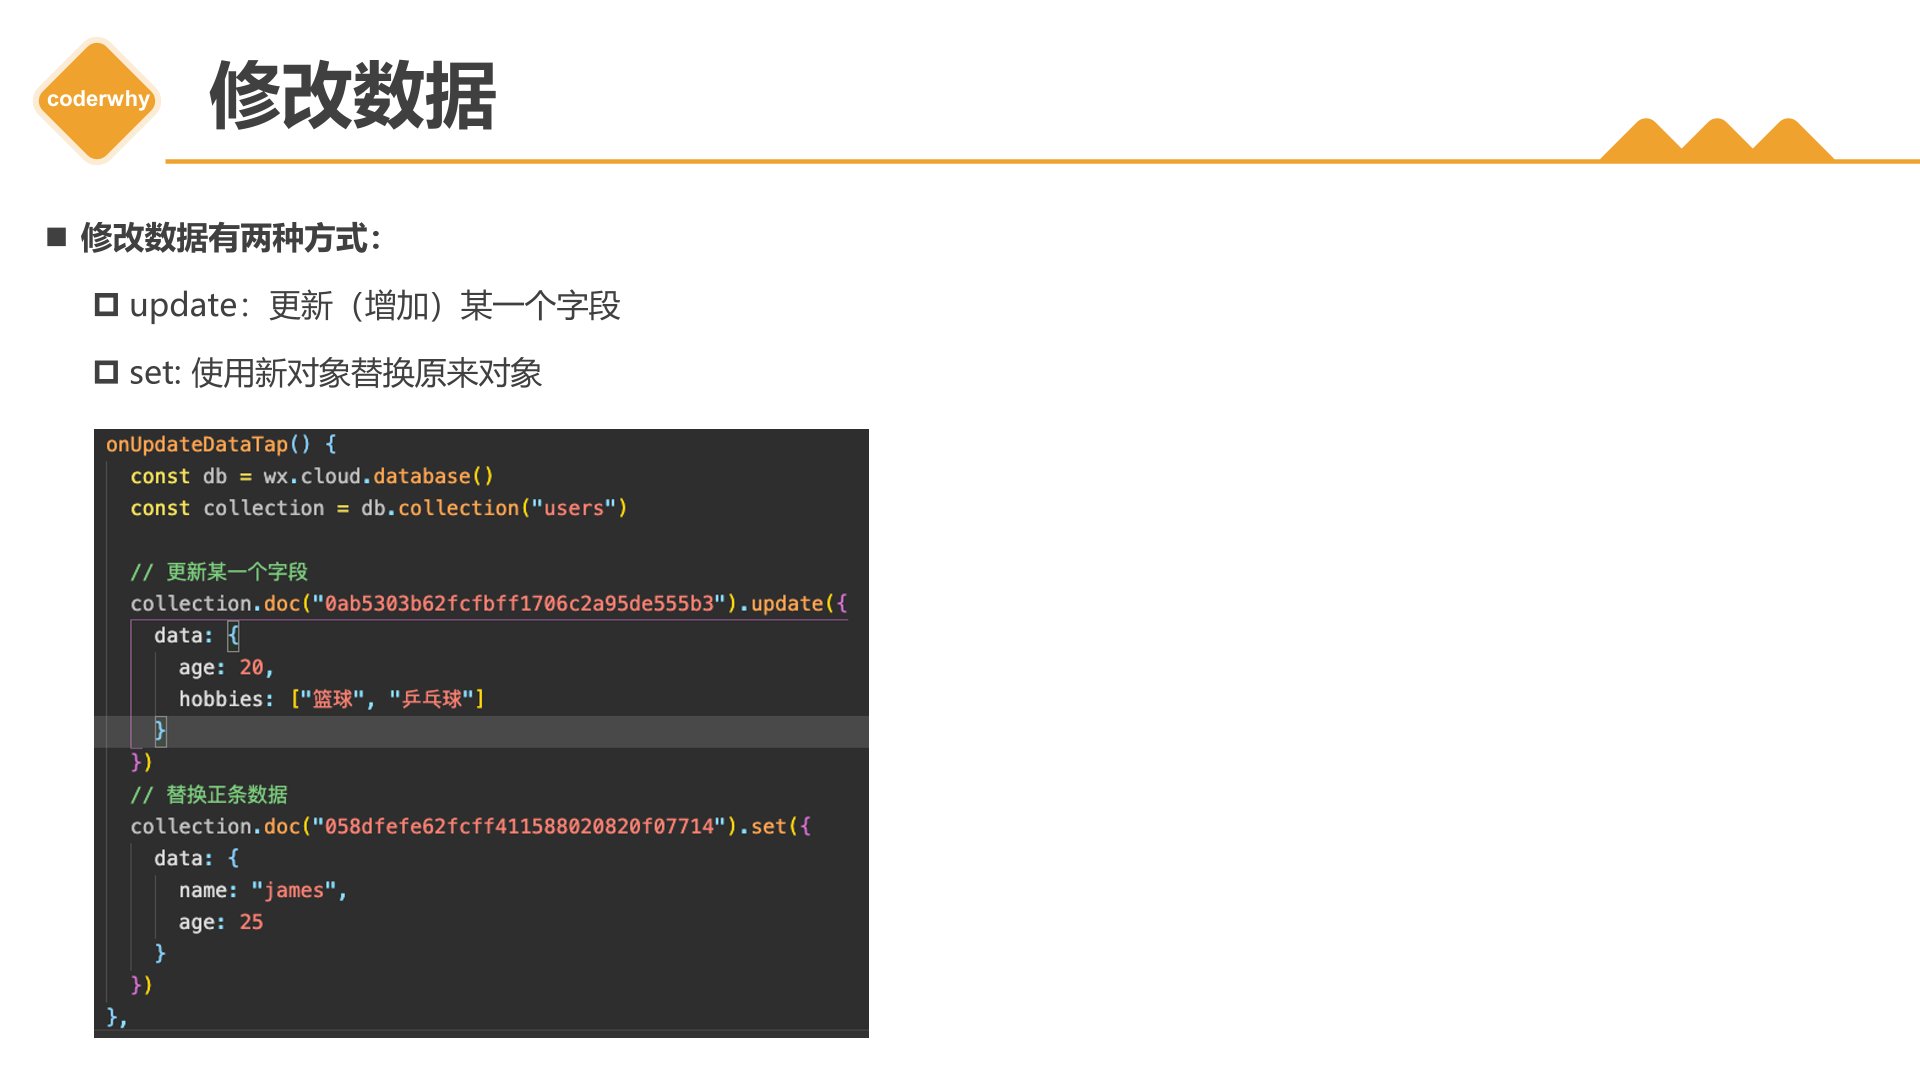 coderwhy
修改数据
修改数据有两种方式：
update：更新（增加）某一个字段
set: 使用新对象替换原来对象
onUpdateDataTap() {
  const db = wx.cloud.database()
  const collection = db.collection("users")
  // 更新某一个字段
  collection.doc("0ab5303b62fcfbff1706c2a95de555b3").update({
    data: {
      age: 20,
      hobbies: ["篮球", "乒乓球"]
    }
  })
  // 替换正条数据
  collection.doc("058dfefe62fcff411588020820f07714").set({
    data: {
      name: "james",
      age: 25
    }
  })
},